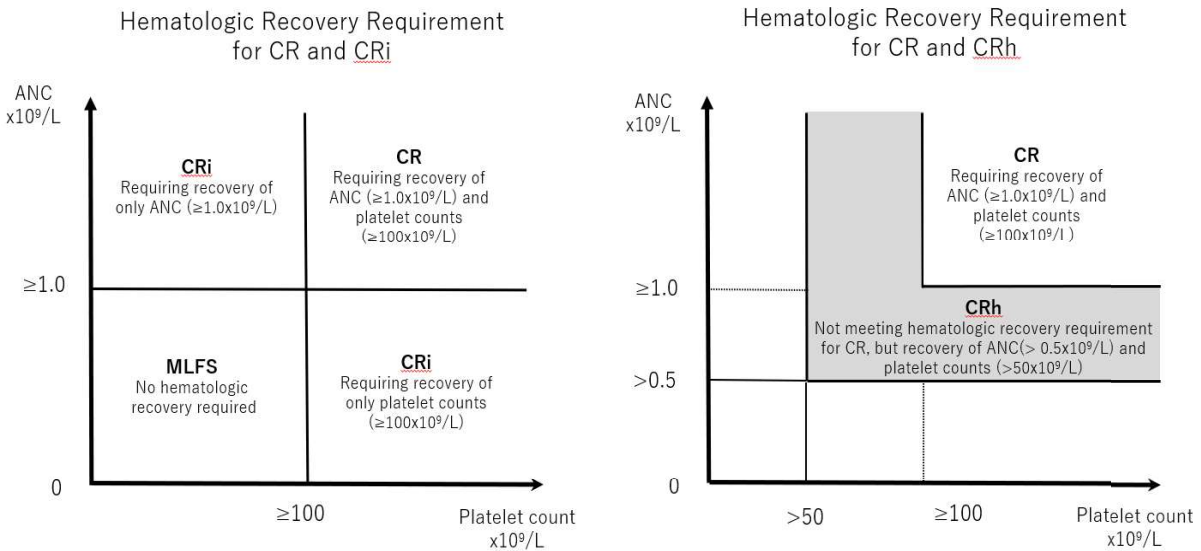 Hematologic Recovery Requirement
for CR and CRi
ANC
x10⁹/L
CRi
Requiring recovery of
only ANC (≥1.0x10⁹/L)
CR
Requiring recovery of
ANC (≥1.0x10⁹/L) and
platelet counts
(≥100x10⁹/L)
≥1.0
MLFS
No hematologic
recovery required
CRi
Requiring recovery of
only platelet counts
(≥100x10⁹/L)
0
≥100
Platelet count
x10⁹/L
Hematologic Recovery Requirement
for CR and CRh
ANC
x10⁹/L
CR
Requiring recovery of
ANC (≥1.0x10⁹/L) and
platelet counts
(≥100x10⁹/L)
≥1.0
CRh
Not meeting hematologic recovery requirement
for CR, but recovery of ANC(> 0.5x10⁹/L) and
platelet counts (>50x10⁹/L)
>0.5
0
>50
≥100
Platelet count
x10⁹/L